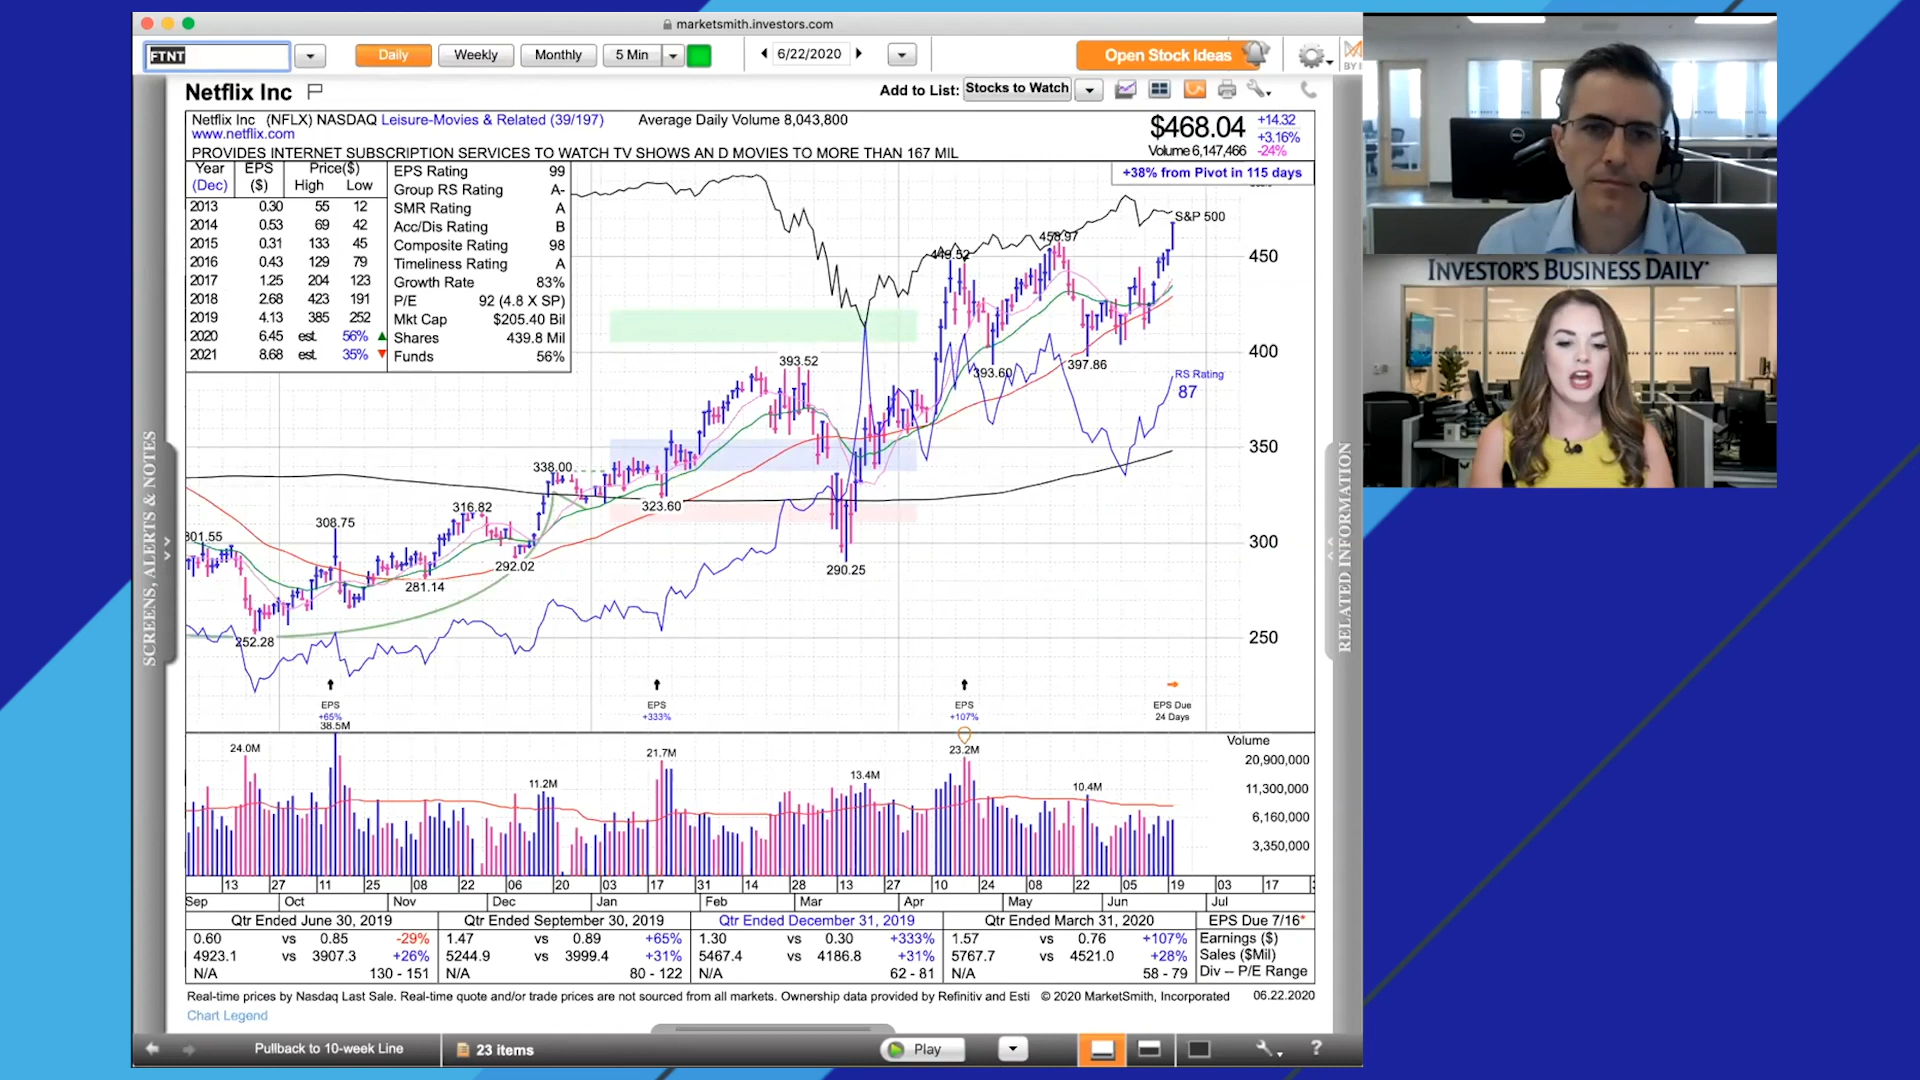 marketsmith.investors.com
FTNT
Daily
Weekly
Monthly
5 Min
6/22/2020
Open Stock Ideas
BY I
Netflix Inc
Add to List:
Stocks to Watch
Netflix Inc (NFLX) NASDAQ Leisure-Movies & Related (39/197) Average Daily Volume 8,043,800
www.netflix.com
PROVIDES INTERNET SUBSCRIPTION SERVICES TO WATCH TV SHOWS AN D MOVIES TO MORE THAN 167 MIL
$468.04 +14.32
+3.16%
Volume 6,147,466 -24%
+38% from Pivot in 115 days
Year EPS Price($)
(Dec) ($) High Low
2013 0.30 55 12
2014 0.53 69 42
2015 0.31 133 45
2016 0.43 129 79
2017 1.25 204 123
2018 2.68 423 191
2019 4.13 385 252
2020 6.45 est. 56%
2021 8.68 est. 35%
EPS Rating 99
Group RS Rating A-
SMR Rating A
Acc/Dis Rating B
Composite Rating 98
Timeliness Rating A
Growth Rate 83%
P/E 92 (4.8 X SP)
Mkt Cap $205.40 Bil
Shares 439.8 Mil
Funds 56%
S&P 500
458.97
449.52
450
400
393.52
393.60
397.86
RS Rating
87
350
338.00
323.60
316.82
308.75
301.55
300
292.02
290.25
281.14
252.28
250
EPS
+65%
EPS
+333%
EPS
+107%
EPS Due
24 Days
38.5M
24.0M
11.2M
21.7M
13.4M
23.2M
10.4M
Volume
20,900,000
11,300,000
6,160,000
3,350,000
13 27 11 25 08 22 06 20 03 17 31 14 28 13 27 10 24 08 22 05 19 03 17
Sep Oct Nov Dec Jan Feb Mar Apr May Jun Jul
Qtr Ended June 30, 2019 Qtr Ended September 30, 2019 Qtr Ended December 31, 2019 Qtr Ended March 31, 2020 EPS Due 7/16*
0.60 vs 0.85 -29% 1.47 vs 0.89 +65% 1.30 vs 0.30 +333% 1.57 vs 0.76 +107% Earnings ($)
4923.1 vs 3907.3 +26% 5244.9 vs 3999.4 +31% 5467.4 vs 4186.8 +31% 5767.7 vs 4521.0 +28% Sales ($Mil)
N/A 130 - 151 N/A 80 - 122 N/A 62 - 81 N/A 58 - 79 Div -- P/E Range
Real-time prices by Nasdaq Last Sale. Real-time quote and/or trade prices are not sourced from all markets. Ownership data provided by Refinitiv and Esti © 2020 MarketSmith, Incorporated 06.22.2020
Chart Legend
SCREENS, ALERTS & NOTES
RELATED INFORMATION
Pullback to 10-week Line
23 items
Play
?
DELL
INVESTOR'S BUSINESS DAILY